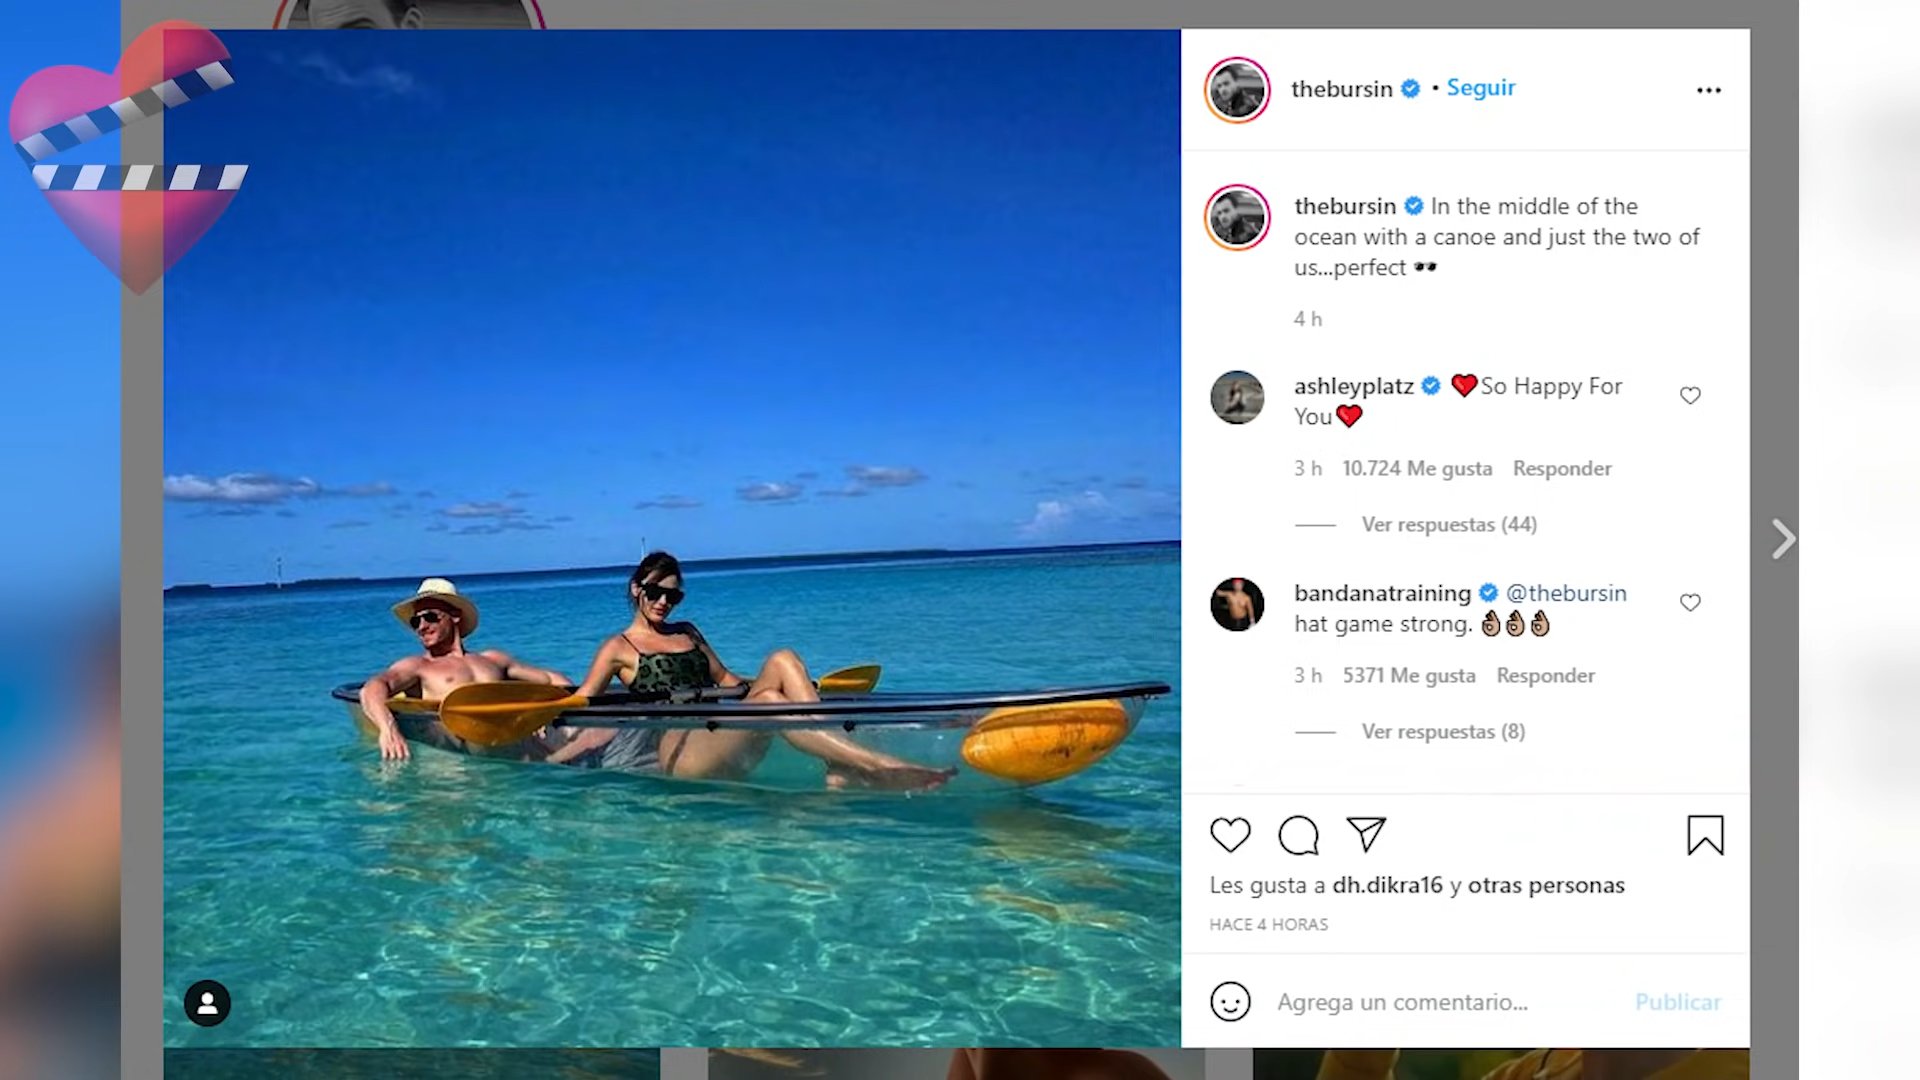 thebursin • Seguir
thebursin In the middle of the
ocean with a canoe and just the two of
us...perfect 🕶️
4 h
ashleyplatz ❤️So Happy For
You❤️
3 h 10.724 Me gusta Responder
Ver respuestas (44)
bandanatraining @thebursin
hat game strong. 👌🏽👌🏽👌🏽
3 h 5371 Me gusta Responder
Ver respuestas (8)
Les gusta a dh.dikra16 y otras personas
HACE 4 HORAS
Agrega un comentario... Publicar